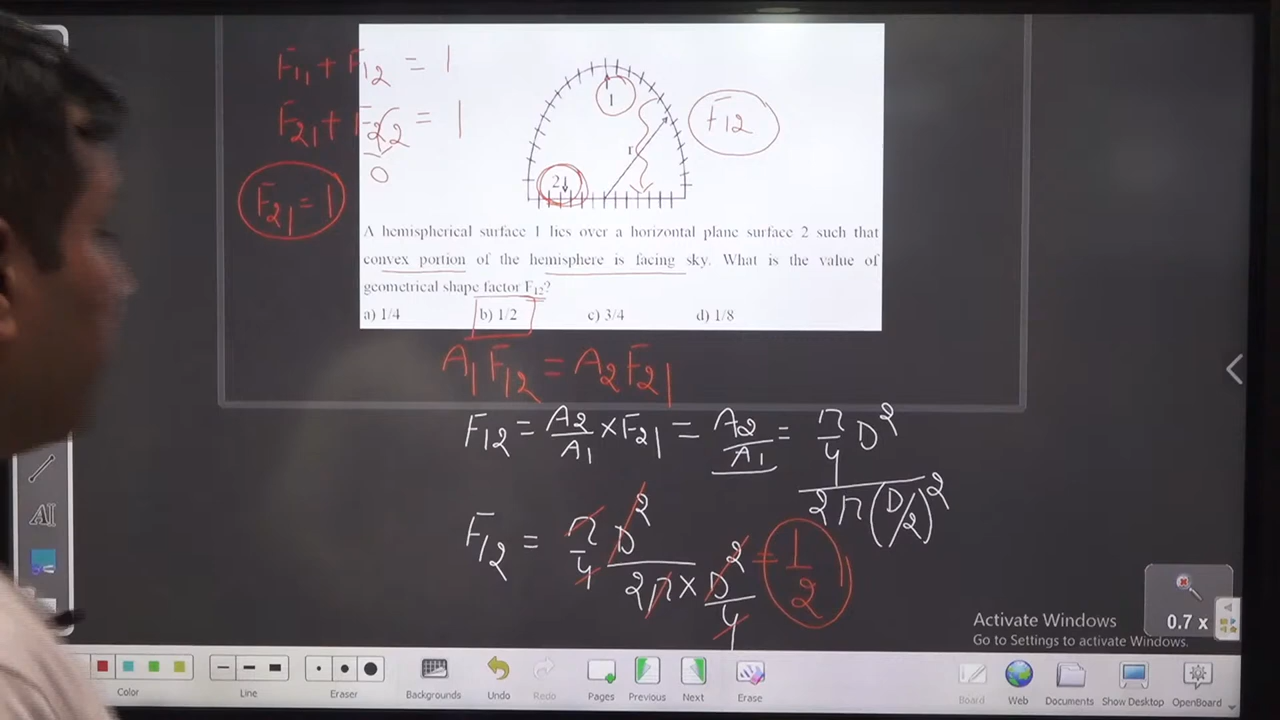 F11 + F12 = 1
F21 + F22 = 1
0
F21 = 1
1
F12
r
2
A hemispherical surface 1 lies over a horizontal plane surface 2 such that
convex portion of the hemisphere is facing sky. What is the value of
geometrical shape factor F12?
a) 1/4 b) 1/2 c) 3/4 d) 1/8
A1 F12 = A2 F21
F12 = A2/A1 × F21 = A2/A1 = π/4 D² / 2π(D/2)²
F12 = π/4 D² / 2π × D²/4 = 1/2
AI
0.7 x
Activate Windows
Go to Settings to activate Windows.
Color Line Eraser Backgrounds Undo Redo Pages Previous Next Erase Board Web Documents Show Desktop OpenBoard